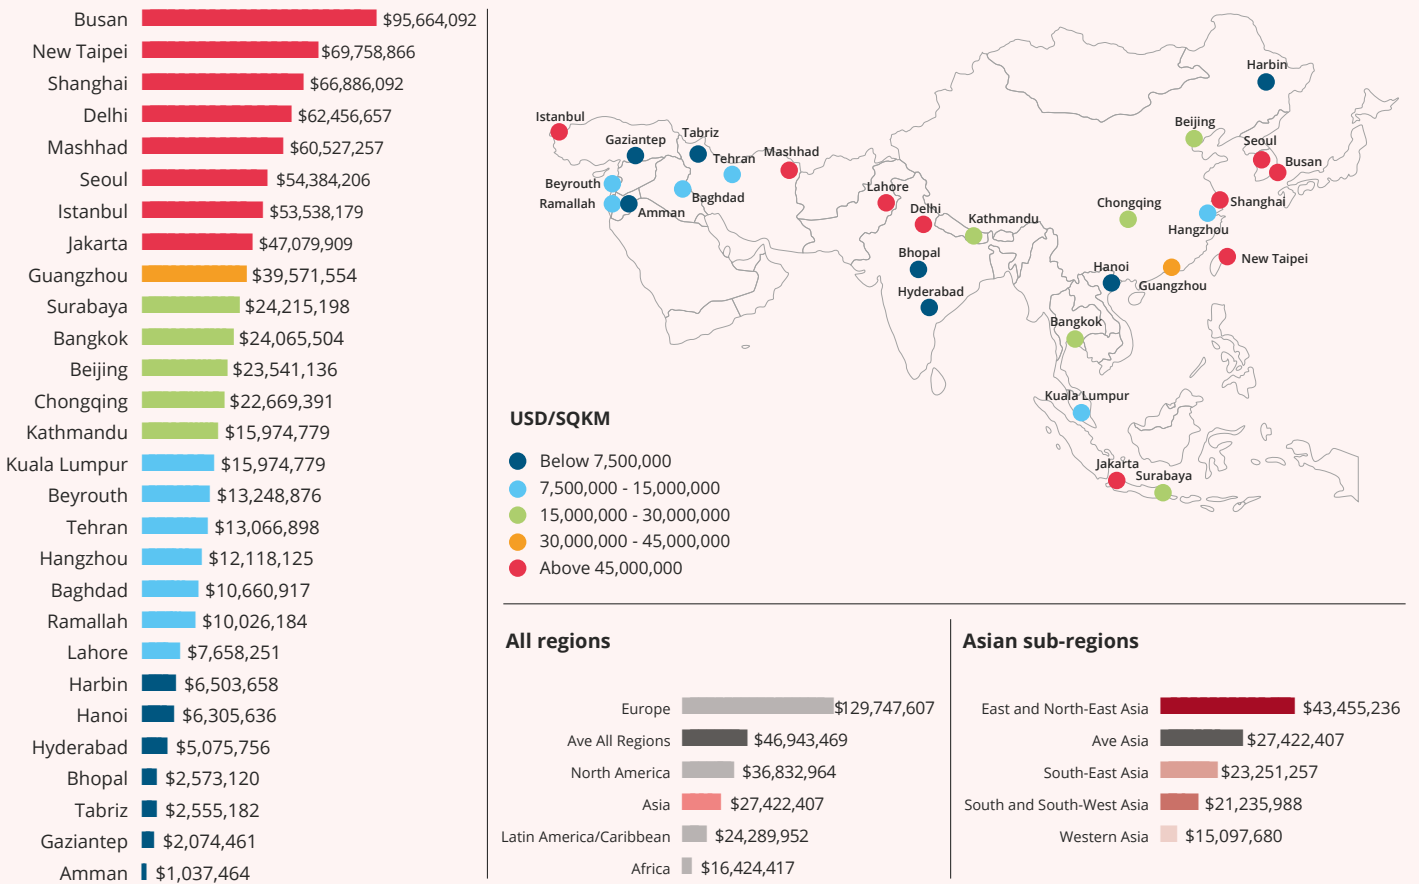 Busan $95,664,092
New Taipei $69,758,866
Shanghai $66,886,092
Delhi $62,456,657
Mashhad $60,527,257
Seoul $54,384,206
Istanbul $53,538,179
Jakarta $47,079,909
Guangzhou $39,571,554
Surabaya $24,215,198
Bangkok $24,065,504
Beijing $23,541,136
Chongqing $22,669,391
Kathmandu $15,974,779
Kuala Lumpur $15,974,779
Beyrouth $13,248,876
Tehran $13,066,898
Hangzhou $12,118,125
Baghdad $10,660,917
Ramallah $10,026,184
Lahore $7,658,251
Harbin $6,503,658
Hanoi $6,305,636
Hyderabad $5,075,756
Bhopal $2,573,120
Tabriz $2,555,182
Gaziantep $2,074,461
Amman $1,037,464
Harbin
Istanbul
Beijing
Gaziantep
Tabriz
Seoul
Tehran
Mashhad
Busan
Beyrouth
Lahore
Baghdad
Ramallah
Amman
Delhi
Chongqing
Shanghai
Kathmandu
Hangzhou
Bhopal
New Taipei
Hanoi
Guangzhou
Hyderabad
Bangkok
Kuala Lumpur
Jakarta
Surabaya
USD/SQKM
Below 7,500,000
7,500,000 - 15,000,000
15,000,000 - 30,000,000
30,000,000 - 45,000,000
Above 45,000,000
All regions
Europe $129,747,607
Ave All Regions $46,943,469
North America $36,832,964
Asia $27,422,407
Latin America/Caribbean $24,289,952
Africa $16,424,417
Asian sub-regions
East and North-East Asia $43,455,236
Ave Asia $27,422,407
South-East Asia $23,251,257
South and South-West Asia $21,235,988
Western Asia $15,097,680